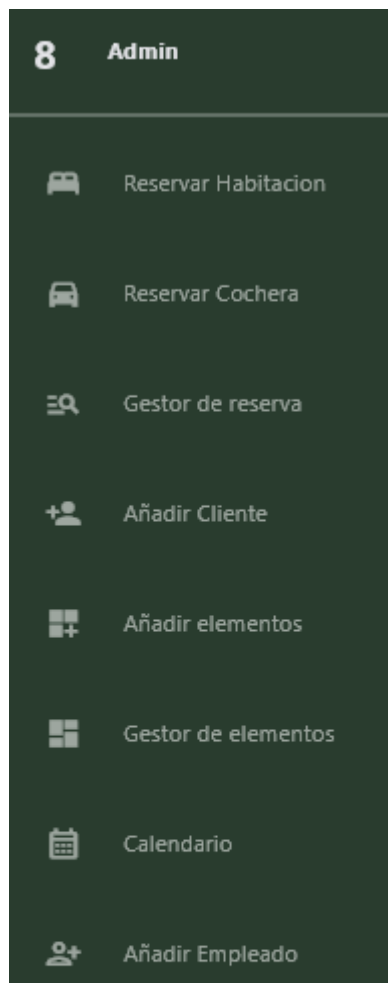 8 Admin
Reservar Habitacion
Reservar Cochera
Gestor de reserva
Añadir Cliente
Añadir elementos
Gestor de elementos
Calendario
Añadir Empleado